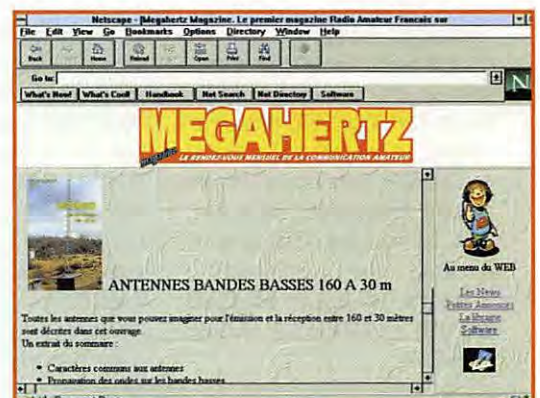 Netscape - [Megahertz Magazine. Le premier magazine Radio Amateur Francais sur
File Edit View Go Bookmarks Options Directory Window Help
Back Home Reload Open Print Find
Go to:
What's New! What's Cool! Handbook Net Search Net Directory Software
N
MEGAHERTZ
magazine
LE RENDEZ-VOUS MENSUEL DE LA COMMUNICATION AMATEUR
ANTENNES BANDES BASSES 160 A 30 m
Toutes les antennes que vous pouvez imaginer pour l'émission et la réception entre 160 et 30 mètres
sont décrites dans cet ouvrage.
Un extrait du sommaire :
• Caractères communs aux antennes
• Propagation des ondes sur les bandes basses
Au menu du WEB
Les News
Petites Annonces
La librairie
Software